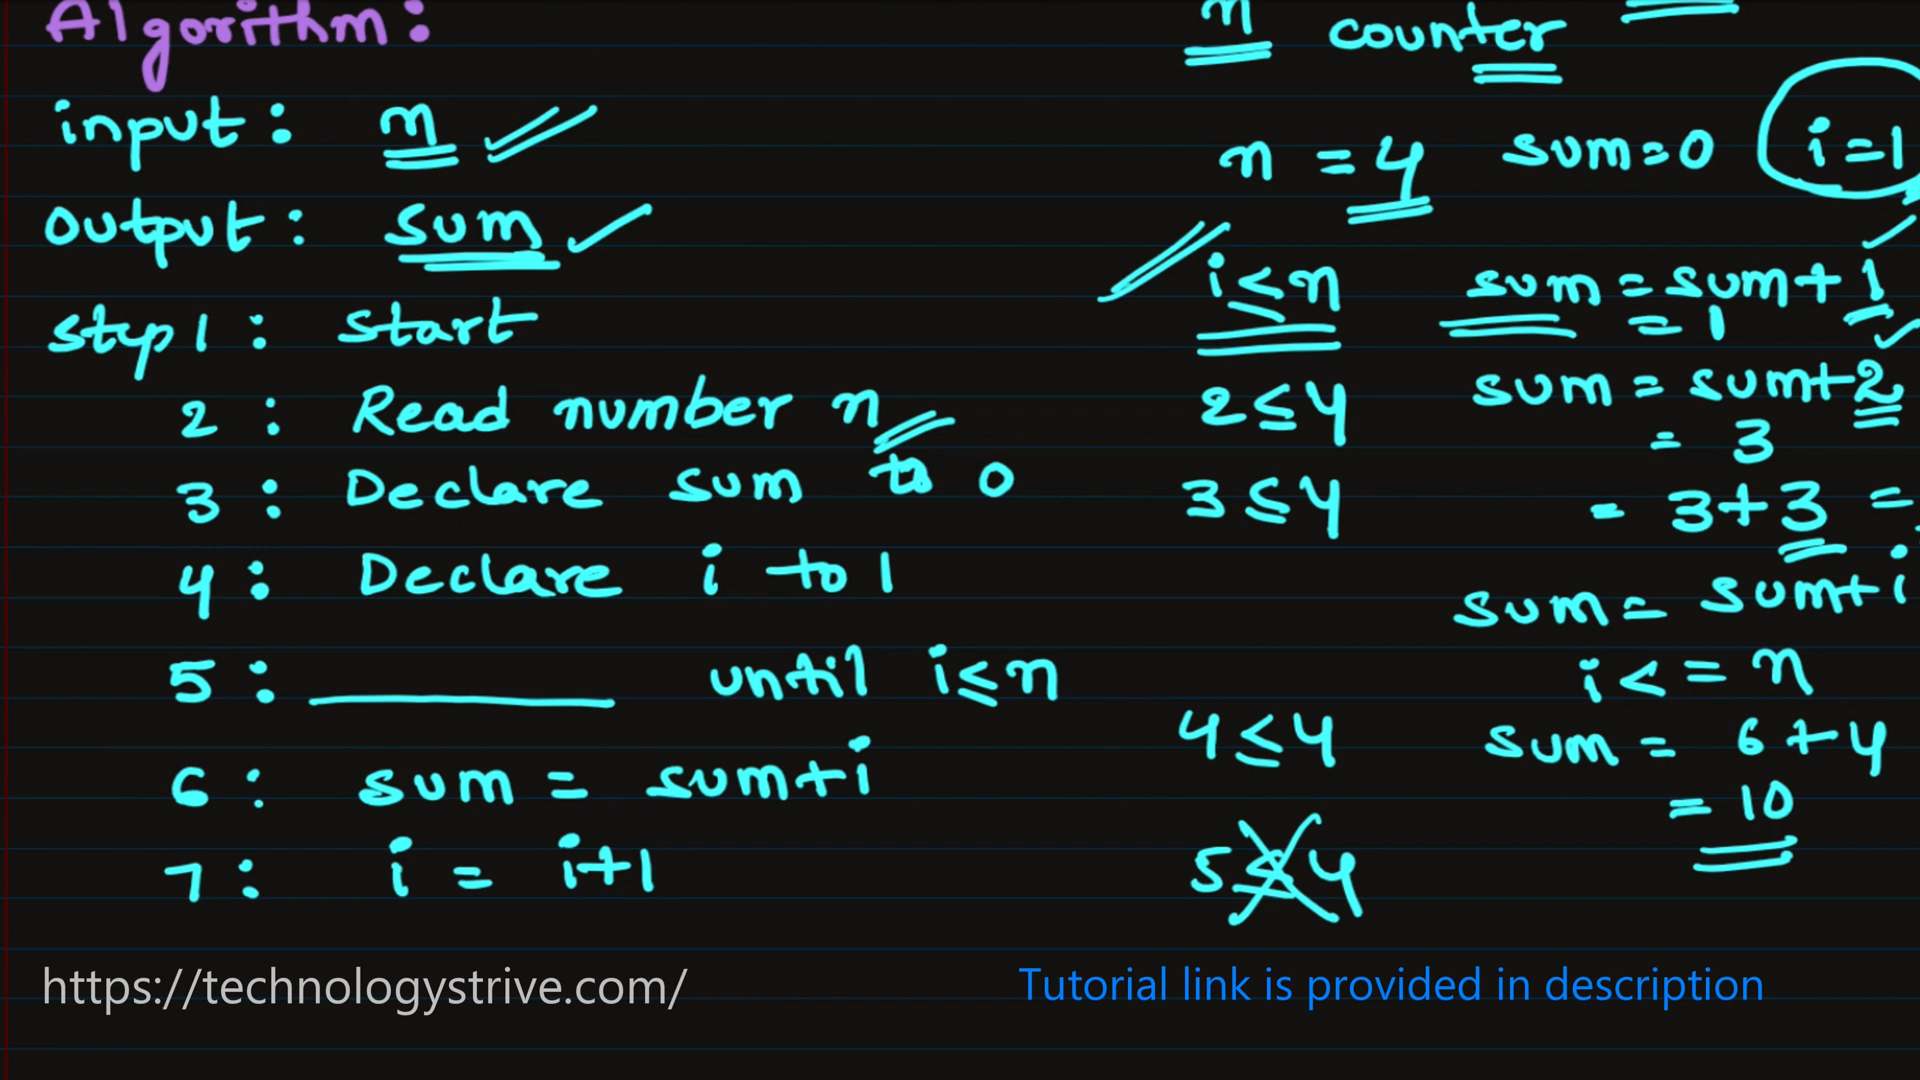 Algorithm:
input: n
output: sum
step 1: start
2: Read number n
3: Declare sum to 0
4: Declare i to 1
5: ______ until i≤n
6: sum = sum+i
7: i = i+1
n counter
n = 4 sum=0 i=1
i≤n sum = sum+1
= 1
2≤4 sum = sum+2
= 3
3≤4 = 3+3 =
sum = sum+i
i<=n
4≤4 sum = 6+4
= 10
5≤4
https://technologystrive.com/
Tutorial link is provided in description